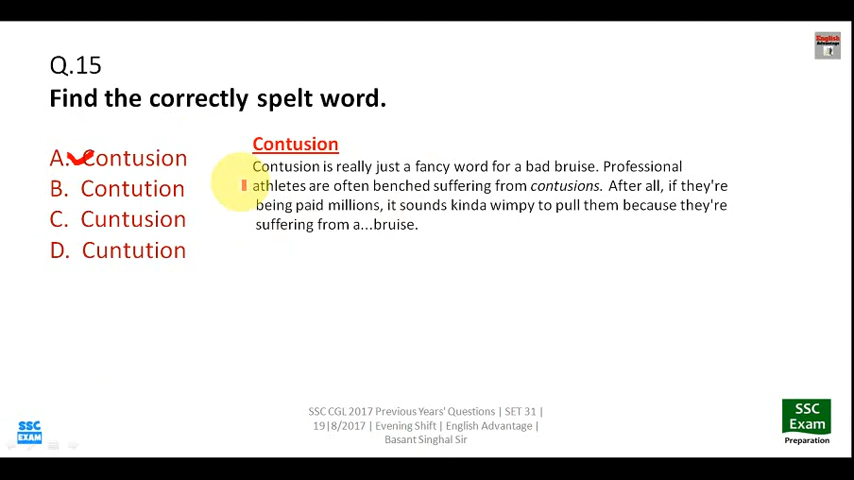 English
Advantage
Q.15
Find the correctly spelt word.
A. Contusion
B. Contution
C. Cuntusion
D. Cuntution
Contusion
Contusion is really just a fancy word for a bad bruise. Professional
athletes are often benched suffering from contusions. After all, if they're
being paid millions, it sounds kinda wimpy to pull them because they're
suffering from a...bruise.
SSC
EXAM
SSC CGL 2017 Previous Years' Questions | SET 31 |
19|8/2017 | Evening Shift | English Advantage |
Basant Singhal Sir
SSC
Exam
Preparation